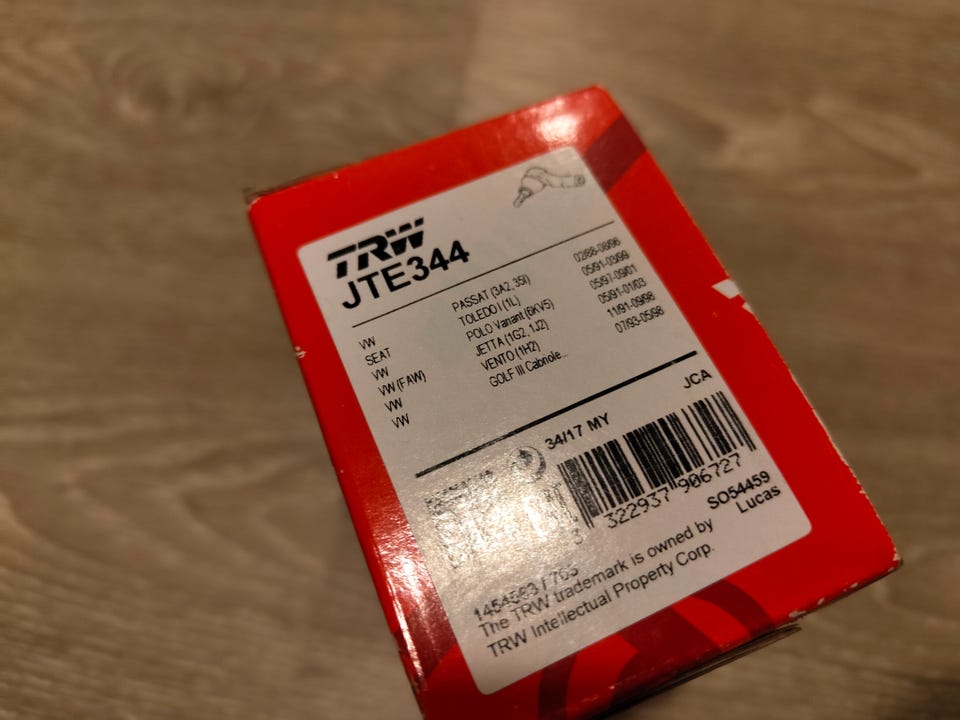 TRW
JTE344
VW PASSAT (3A2, 35I) 02/88-08/96
SEAT TOLEDO I (1L) 05/91-03/99
VW POLO Variant (6KV5) 05/97-09/01
VW (FAW) JETTA (1G2, 1J2) 05/91-01/03
VW VENTO (1H2) 11/91-09/98
VW GOLF III Cabriole... 07/93-05/98
JCA
34/17 MY
3 322937 906727
SO54459
Lucas
The TRW trademark is owned by
TRW Intellectual Property Corp.